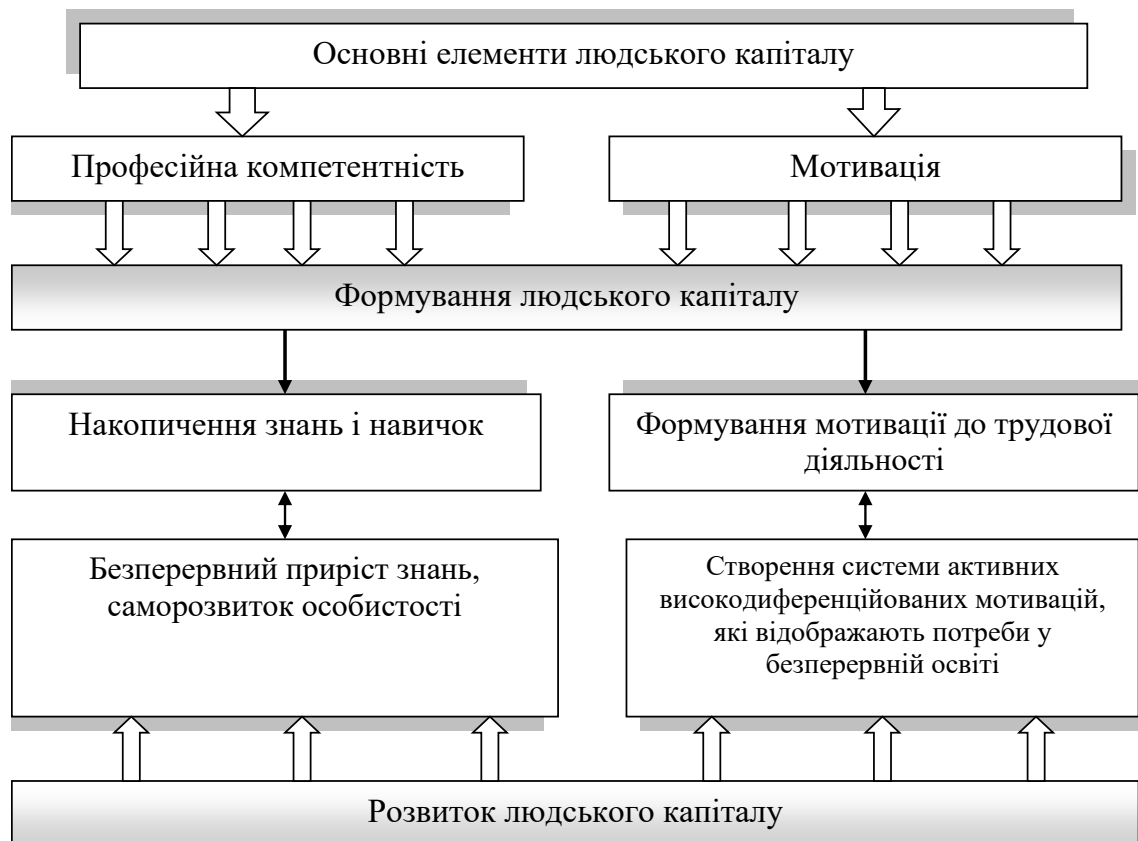 Основні елементи людського капіталу
Професійна компетентність
Мотивація
Формування людського капіталу
Накопичення знань і навичок
Формування мотивації до трудової
діяльності
Безперервний приріст знань,
саморозвиток особистості
Створення системи активних
високодиференційованих мотивацій,
які відображають потреби у
безперервній освіті
Розвиток людського капіталу